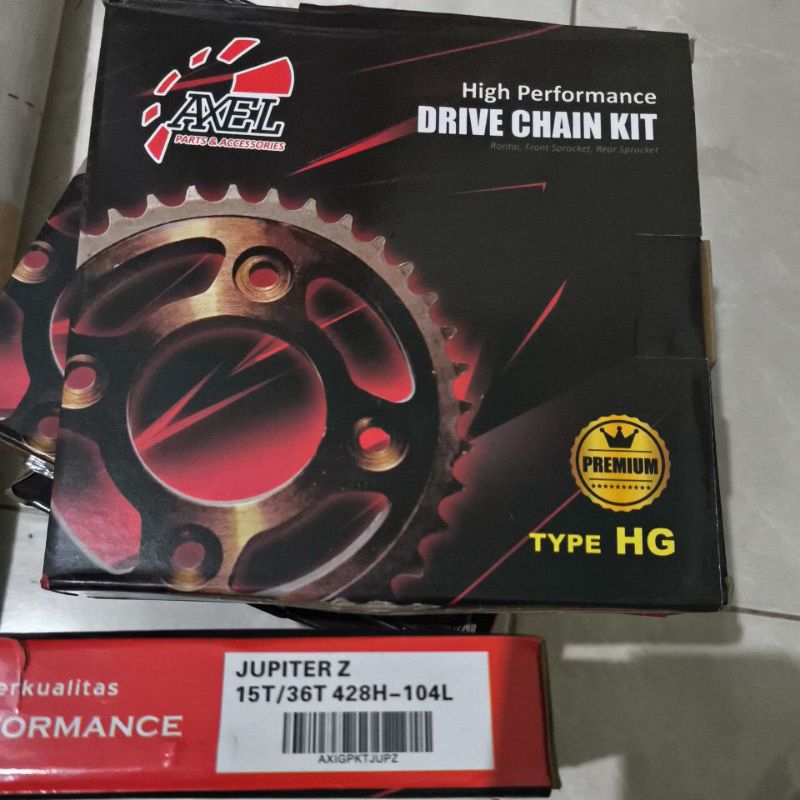 AXEL
PARTS & ACCESSORIES
High Performance
DRIVE CHAIN KIT
Rantai, Front Sprocket, Rear Sprocket
PREMIUM
TYPE HG
erkualitas
FORMANCE
JUPITER Z
15T/36T 428H-104L
AXIGPKTJUPZ